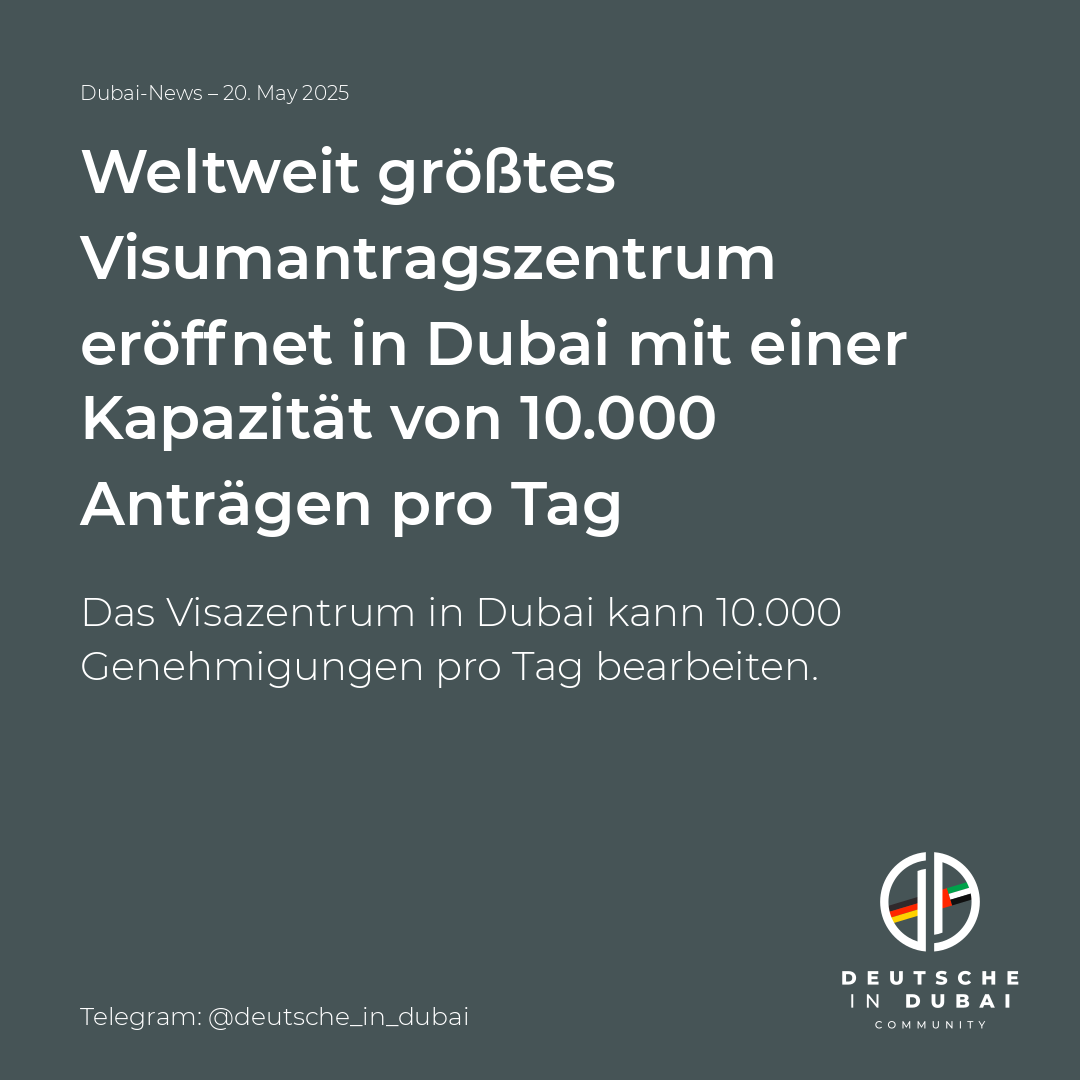 Dubai-News – 20. May 2025
Weltweit größtes
Visumantragszentrum
eröffnet in Dubai mit einer
Kapazität von 10.000
Anträgen pro Tag
Das Visazentrum in Dubai kann 10.000
Genehmigungen pro Tag bearbeiten.
DEUTSCHE
IN DUBAI
COMMUNITY
Telegram: @deutsche_in_dubai